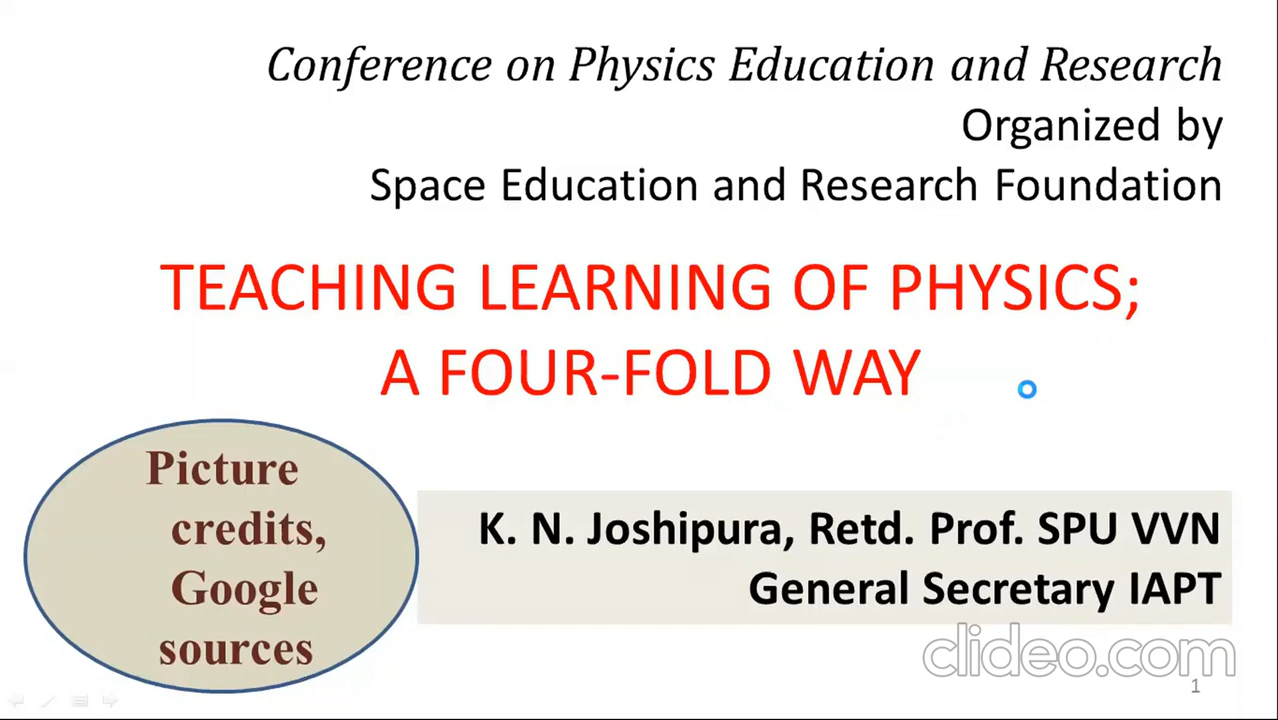 Conference on Physics Education and Research
Organized by
Space Education and Research Foundation
TEACHING LEARNING OF PHYSICS;
A FOUR-FOLD WAY
Picture
credits,
Google
sources
K. N. Joshipura, Retd. Prof. SPU VVN
General Secretary IAPT
clideo.com
1